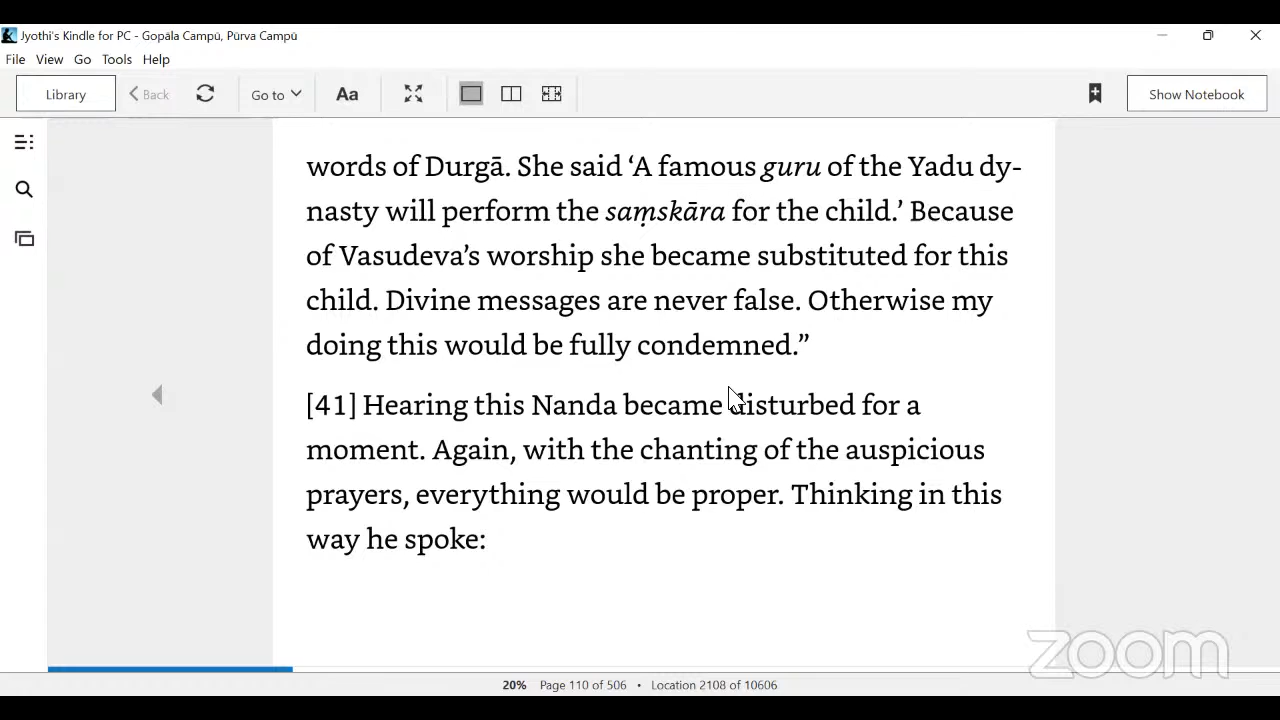 Jyothi's Kindle for PC - Gopāla Campū, Pūrva Campū
File View Go Tools Help
Library Back Go to Aa Show Notebook
words of Durgā. She said ‘A famous guru of the Yadu dy-
nasty will perform the saṃskāra for the child.’ Because
of Vasudeva’s worship she became substituted for this
child. Divine messages are never false. Otherwise my
doing this would be fully condemned.”
[41] Hearing this Nanda became disturbed for a
moment. Again, with the chanting of the auspicious
prayers, everything would be proper. Thinking in this
way he spoke:
zoom
20% Page 110 of 506 • Location 2108 of 10606